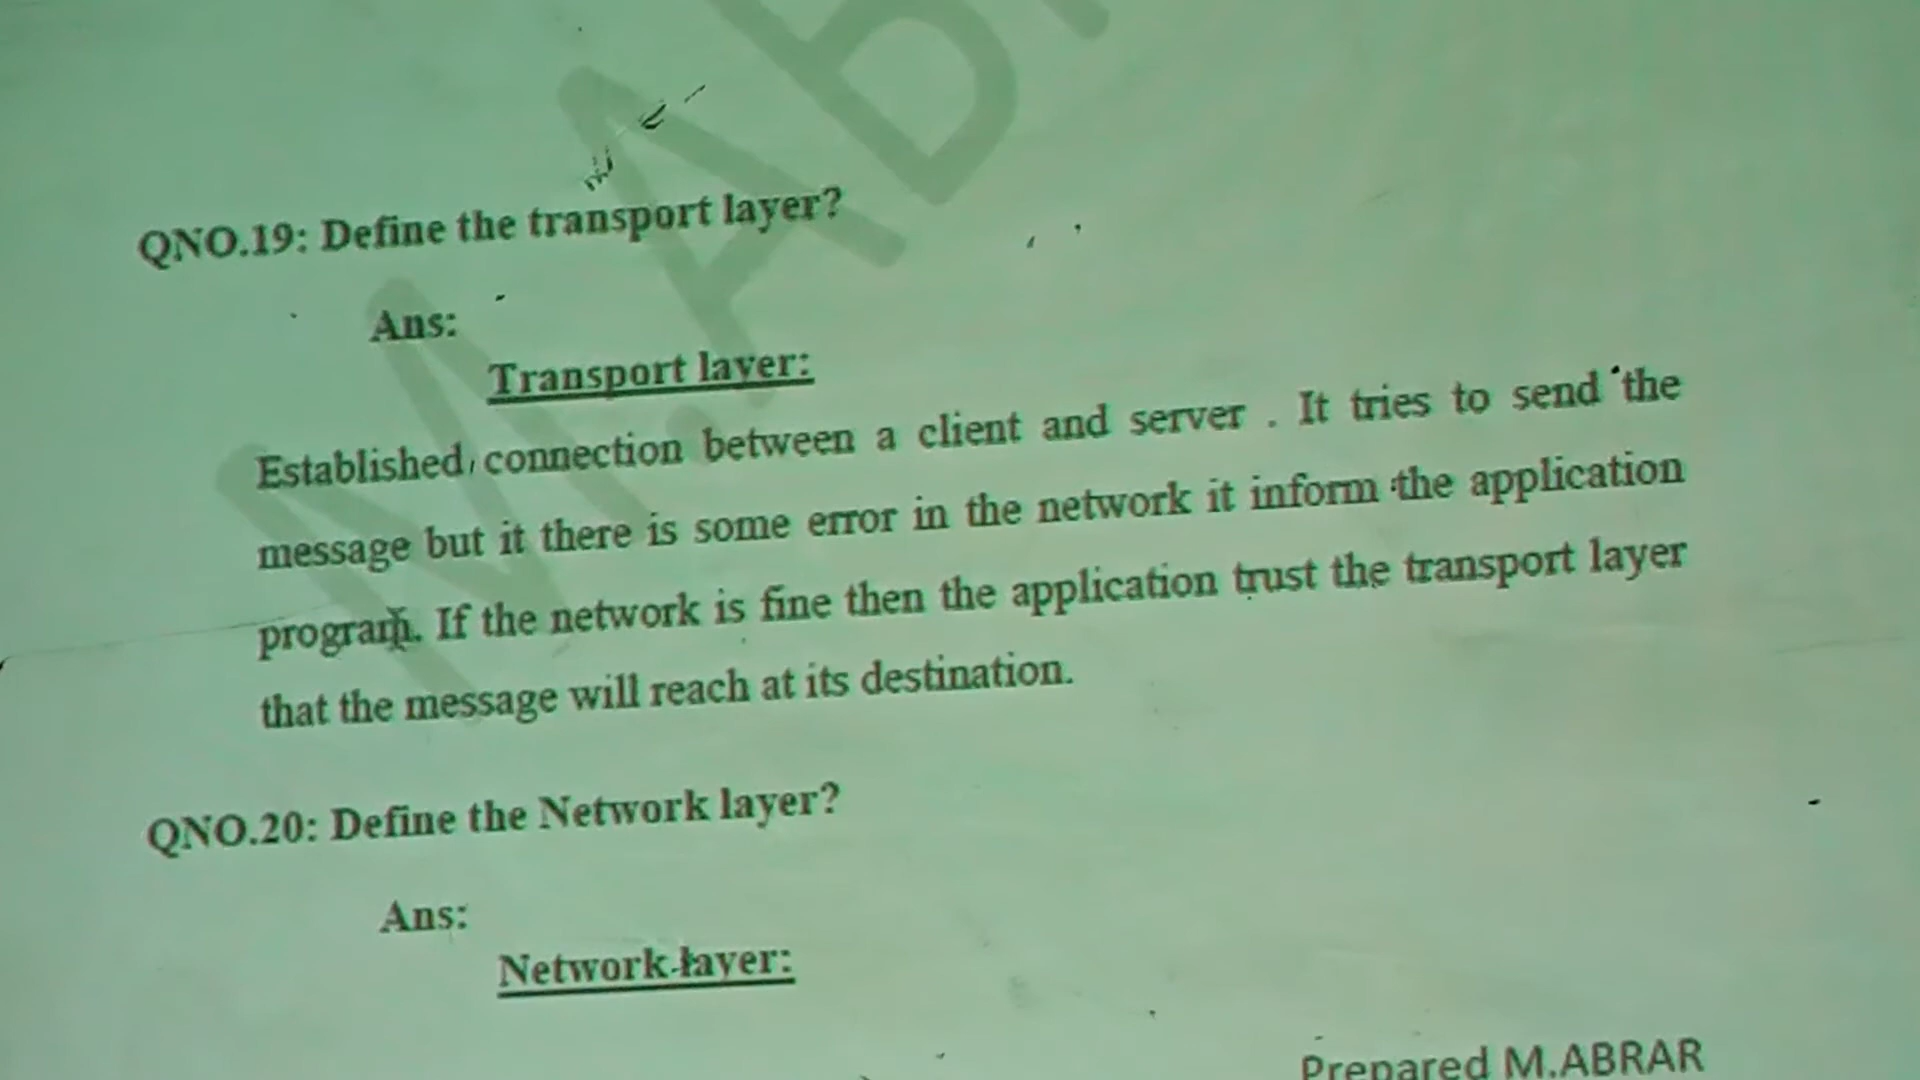 QNO.19: Define the transport layer?
Ans:
Transport layer:
Established connection between a client and server . It tries to send the
message but it there is some error in the network it inform the application
program. If the network is fine then the application trust the transport layer
that the message will reach at its destination.
QNO.20: Define the Network layer?
Ans:
Network layer:
Prepared M.ABRAR
M.AB